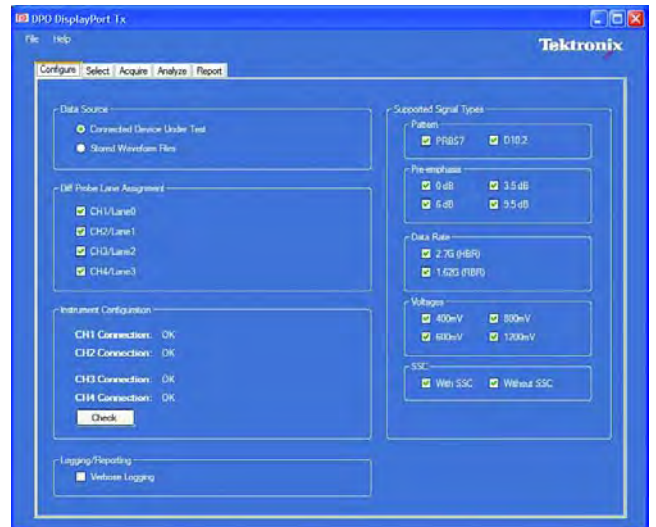 DPO DisplayPort Tx
File Help
Tektronix
Configure Select Acquire Analyze Report
Data Source
Connected Device Under Test
Stored Waveform Files
Diff Probe Lane Assignment
CH1/Lane0
CH2/Lane1
CH3/Lane2
CH4/Lane3
Instrument Configuration
CH1 Connection: OK
CH2 Connection: OK
CH3 Connection: OK
CH4 Connection: OK
Check
Logging/Reporting
Verbose Logging
Supported Signal Types
Pattern
PRBS7 D10.2
Pre-emphasis
0 dB 3.5 dB
6 dB 9.5 dB
Data Rate
2.7G (HBR)
1.62G (RBR)
Voltages
400mV 800mV
600mV 1200mV
SSC
With SSC Without SSC